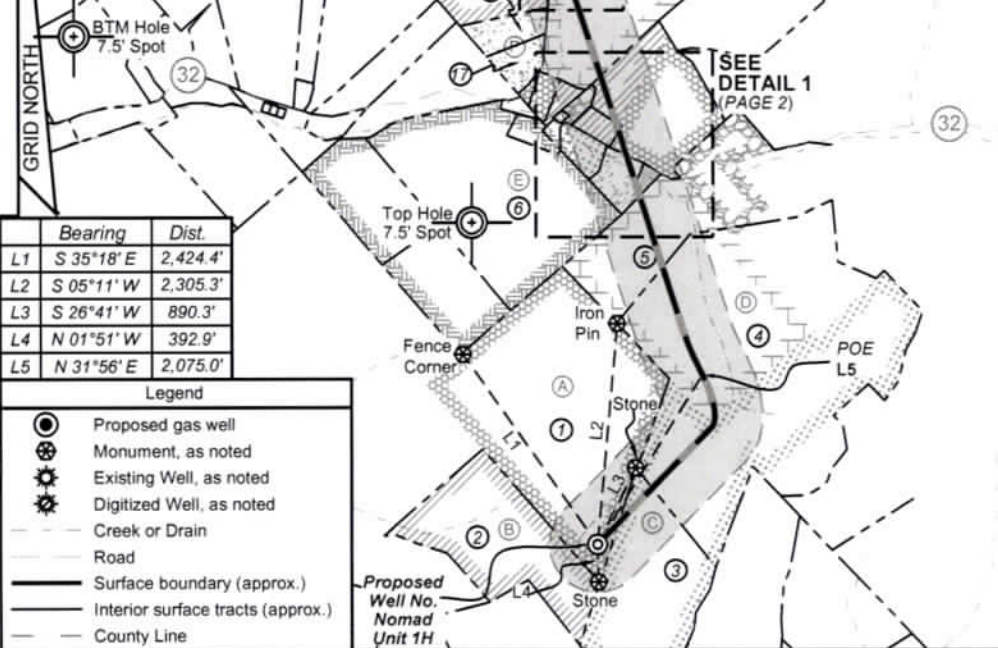 BTM Hole
7.5' Spot
32
GRID NORTH
17
SEE
DETAIL 1
(PAGE 2)
32
E
6
Top Hole
7.5' Spot
5
D
4
Iron
Pin
Fence
Corner
POE
L5
A
1
Stone
L1
L2
L3
2
B
C
3
L4
Stone
Proposed
Well No.
Nomad
Unit 1H
Bearing Dist.
L1 S 35°18' E 2,424.4'
L2 S 05°11' W 2,305.3'
L3 S 26°41' W 890.3'
L4 N 01°51' W 392.9'
L5 N 31°56' E 2,075.0'
Legend
Proposed gas well
Monument, as noted
Existing Well, as noted
Digitized Well, as noted
Creek or Drain
Road
Surface boundary (approx.)
Interior surface tracts (approx.)
County Line